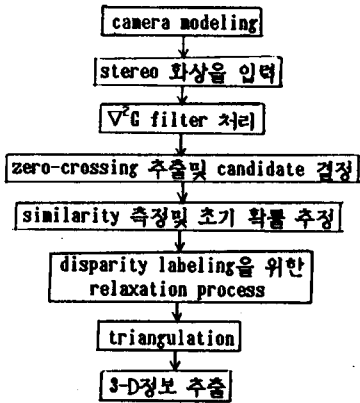 camera modeling
stereo 화상을 입력
∇²G filter 처리
zero-crossing 추출및 candidate 결정
similarity 측정및 초기 확률 추정
disparity labeling을 위한
relaxation process
triangulation
3-D정보 추출